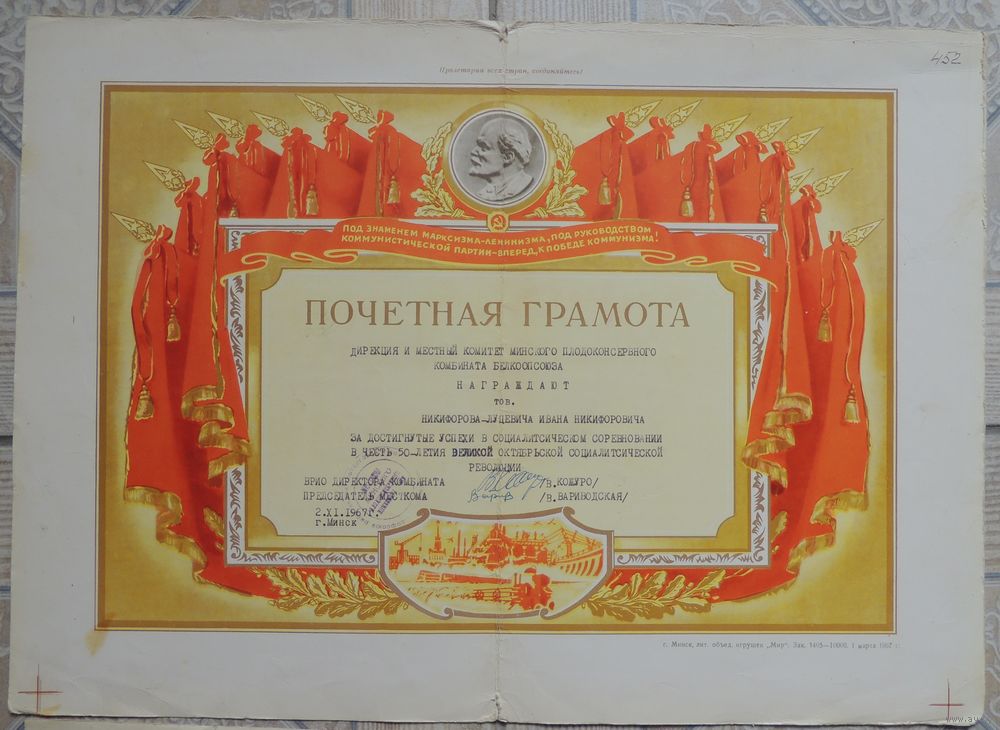 452
Пролетарии всех стран, соединяйтесь!
ПОД ЗНАМЕНЕМ МАРКСИЗМА-ЛЕНИНИЗМА, ПОД РУКОВОДСТВОМ
КОММУНИСТИЧЕСКОЙ ПАРТИИ-ВПЕРЕД, К ПОБЕДЕ КОММУНИЗМА!
ПОЧЕТНАЯ ГРАМОТА
ДИРЕКЦИЯ И МЕСТНЫЙ КОМИТЕТ МИНСКОГО ПЛОДОКОНСЕРВНОГО
КОМБИНАТА БЕЛКООПСОЮЗА
НАГРАЖДАЮТ
тов.
НИКИФОРОВА-ЛУЦЕВИЧА ИВАНА НИКИФОРОВИЧА
ЗА ДОСТИГНУТЫЕ УСПЕХИ В СОЦИАЛИТСИЧЕСКОМ СОРЕВНОВАНИИ
В ЧЕСТЬ 50-ЛЕТИЯ ВЕЛИКОЙ ОКТЯБРЬСКОЙ СОЦИАЛИТСИЧЕСКОЙ
РЕВОЛЮЦИИ
ВРИО ДИРЕКТОРА КОМБИНАТА /В.КОШУРО/
ПРЕДСЕДАТЕЛЬ МЕСТКОМА /В.ВАРИВОДСКАЯ/
2.XI.1967г.
г.Минск
г. Минск, лит. объед. игрушек „Мир". Зак. 1405—10000. 1 марта 1967 г.